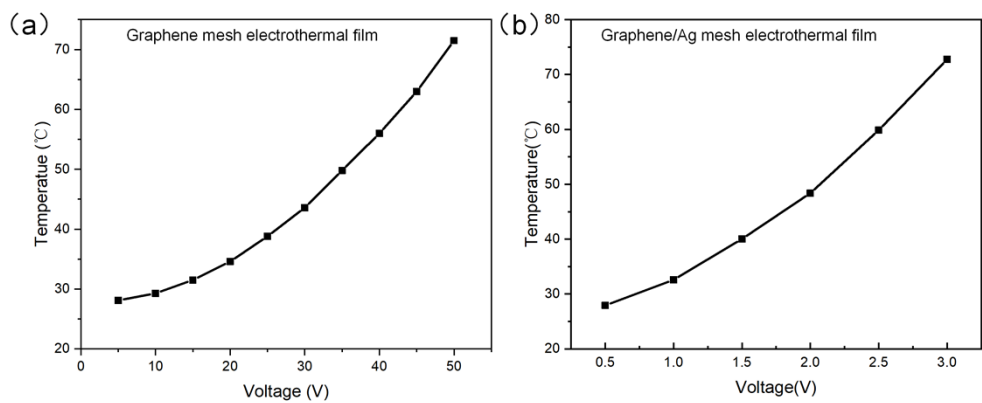 (a)
Graphene mesh electrothermal film
Temperatue (℃)
70
60
50
40
30
20
0 10 20 30 40 50
Voltage (V)
(b)
Graphene/Ag mesh electrothermal film
Temperature(℃)
80
70
60
50
40
30
20
0.5 1.0 1.5 2.0 2.5 3.0
Voltage(V)